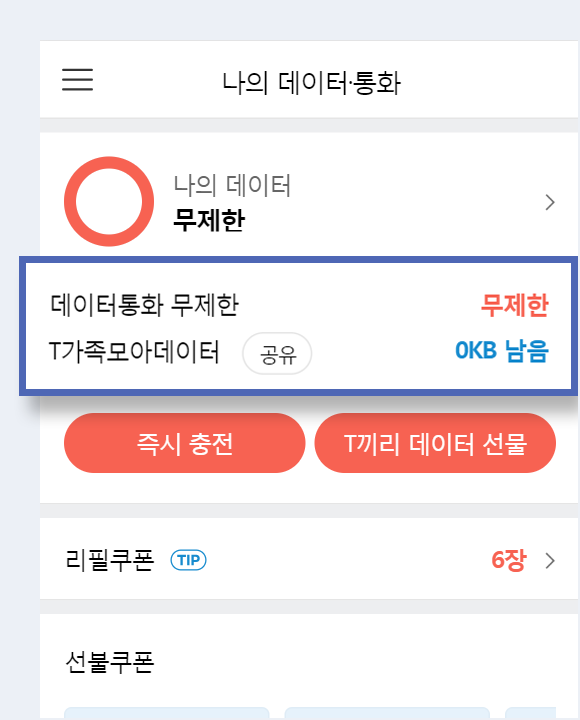 나의 데이터·통화
나의 데이터
무제한
데이터통화 무제한 무제한
T가족모아데이터 공유 0KB 남음
즉시 충전 T끼리 데이터 선물
리필쿠폰 TIP 6장
선불쿠폰